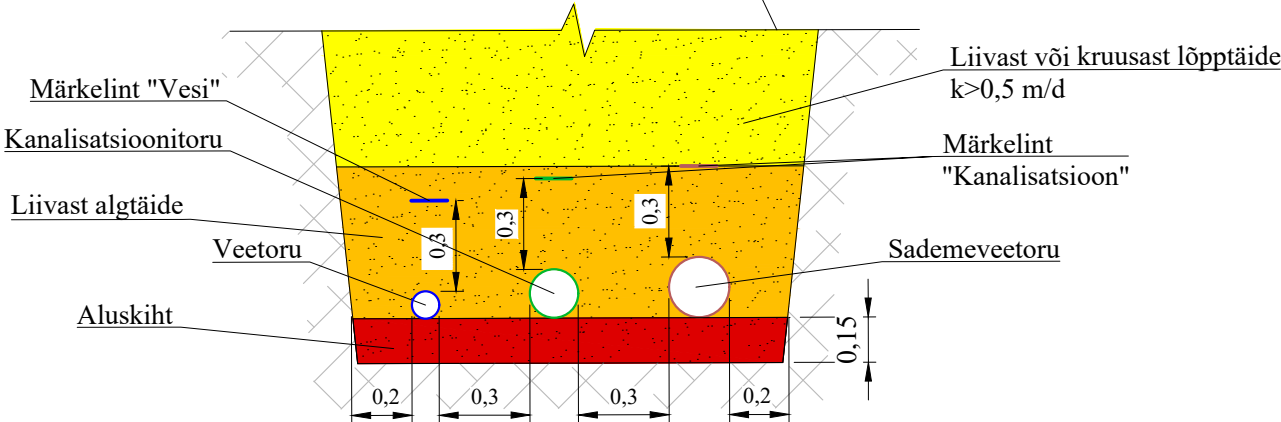 Märkelint "Vesi"
Kanalisatsioonitoru
Liivast algtäide
Veetoru
Aluskiht
Liivast või kruusast lõpptäide
k>0,5 m/d
Märkelint
"Kanalisatsioon"
Sademeveetoru
0,3
0,3
0,3
0,15
0,2
0,3
0,3
0,2